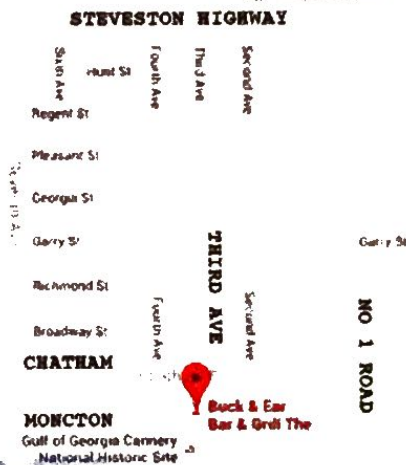 STEVESTON HIGHWAY
Sixth Ave
Hunt St
Fourth Ave
Third Ave
Second Ave
Regent St
Pleasant St
Georgia St
Garry St
Garry St
Richmond St
THIRD AVE
Fourth Ave
Second Ave
NO 1 ROAD
Broadway St
CHATHAM
Buck & Ear
Bar & Grill The
MONCTON
Gulf of Georgia Cannery
National Historic Site